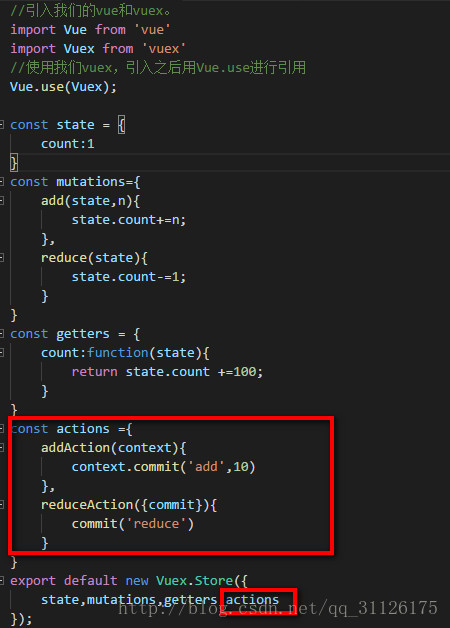 //引入我们的vue和vuex。
import Vue from 'vue'
import Vuex from 'vuex'
//使用我们vuex，引入之后用Vue.use进行引用
Vue.use(Vuex);
const state = {
count:1
}
const mutations={
add(state,n){
state.count+=n;
},
reduce(state){
state.count-=1;
}
}
const getters = {
count:function(state){
return state.count +=100;
}
}
const actions ={
addAction(context){
context.commit('add',10)
},
reduceAction({commit}){
commit('reduce')
}
}
export default new Vuex.Store({
state,mutations,getters actions
http://blog.csdn.net/qq_31126175
});